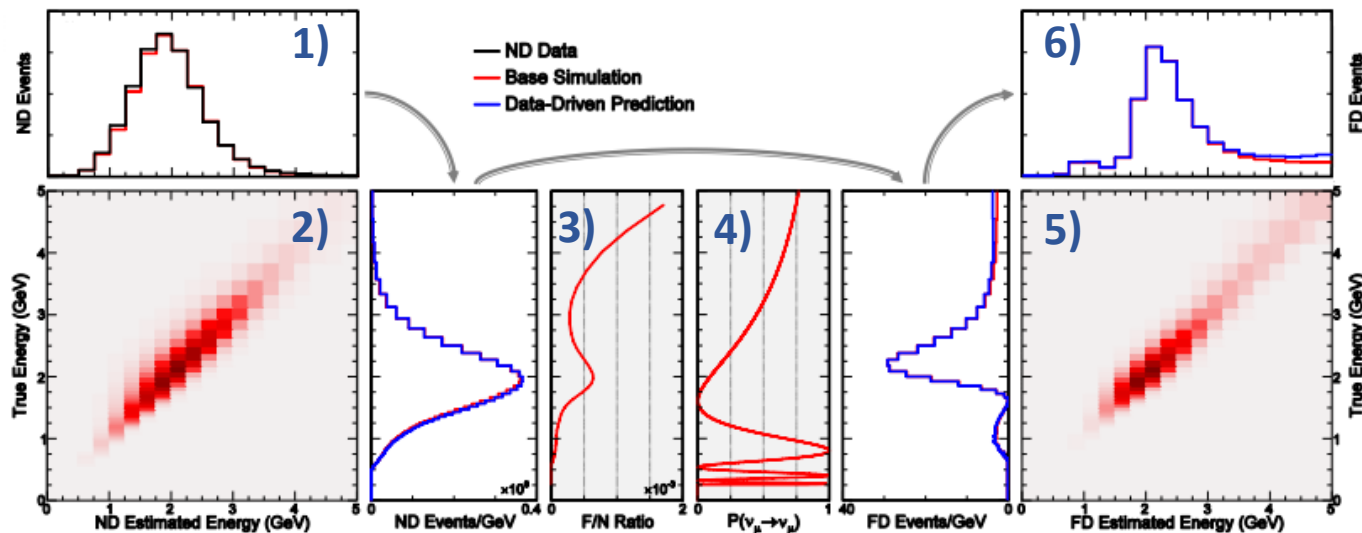 1)
ND Events
ND Data
Base Simulation
Data-Driven Prediction
6)
FD Events
True Energy (GeV)
5
4
3
2
1
0
2)
0 1 2 3 4 5
ND Estimated Energy (GeV)
×10⁹
0 0.4
ND Events/GeV
3)
×10⁻³
0 2
F/N Ratio
4)
0 1
P(νμ→νμ)
40 0
FD Events/GeV
5)
0 1 2 3 4 5
FD Estimated Energy (GeV)
5
4
3
2
1
0
True Energy (GeV)